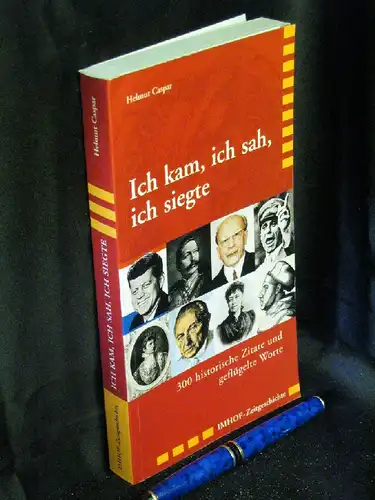 Helmut Caspar
Ich kam, ich sah,
ich siegte
300 historische Zitate und
geflügelte Worte
IMHOF-Zeitgeschichte
Helmut Caspar
ICH KAM, ICH SAH, ICH SIEGTE
IMHOF-Zeitgeschichte